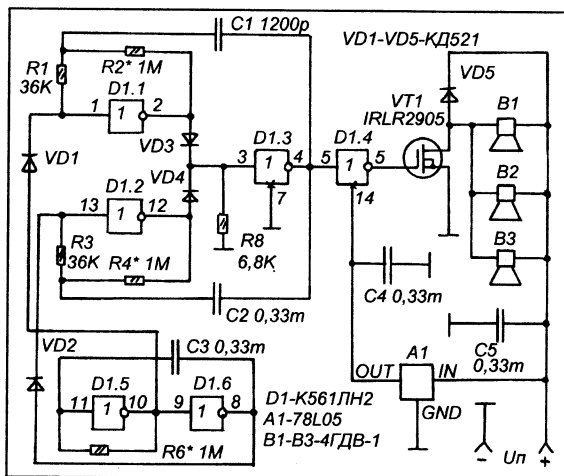 C1 1200p
VD1-VD5-КД521
R1
36K
R2* 1M
D1.1
1
1
2
VD3
VD1
D1.2
VD4
13
1
12
R3
36K
R4* 1M
D1.3
3
1
4
7
R8
6,8K
C2 0,33m
D1.4
5
1
5
14
VT1
IRLR2905
VD5
B1
B2
B3
C4 0,33m
C5
0,33m
VD2
C3 0,33m
D1.5
11
1
10
D1.6
9
1
8
R6* 1M
D1-К561ЛН2
A1-78L05
B1-B3-4ГДВ-1
A1
OUT
IN
GND
-
Uп
+